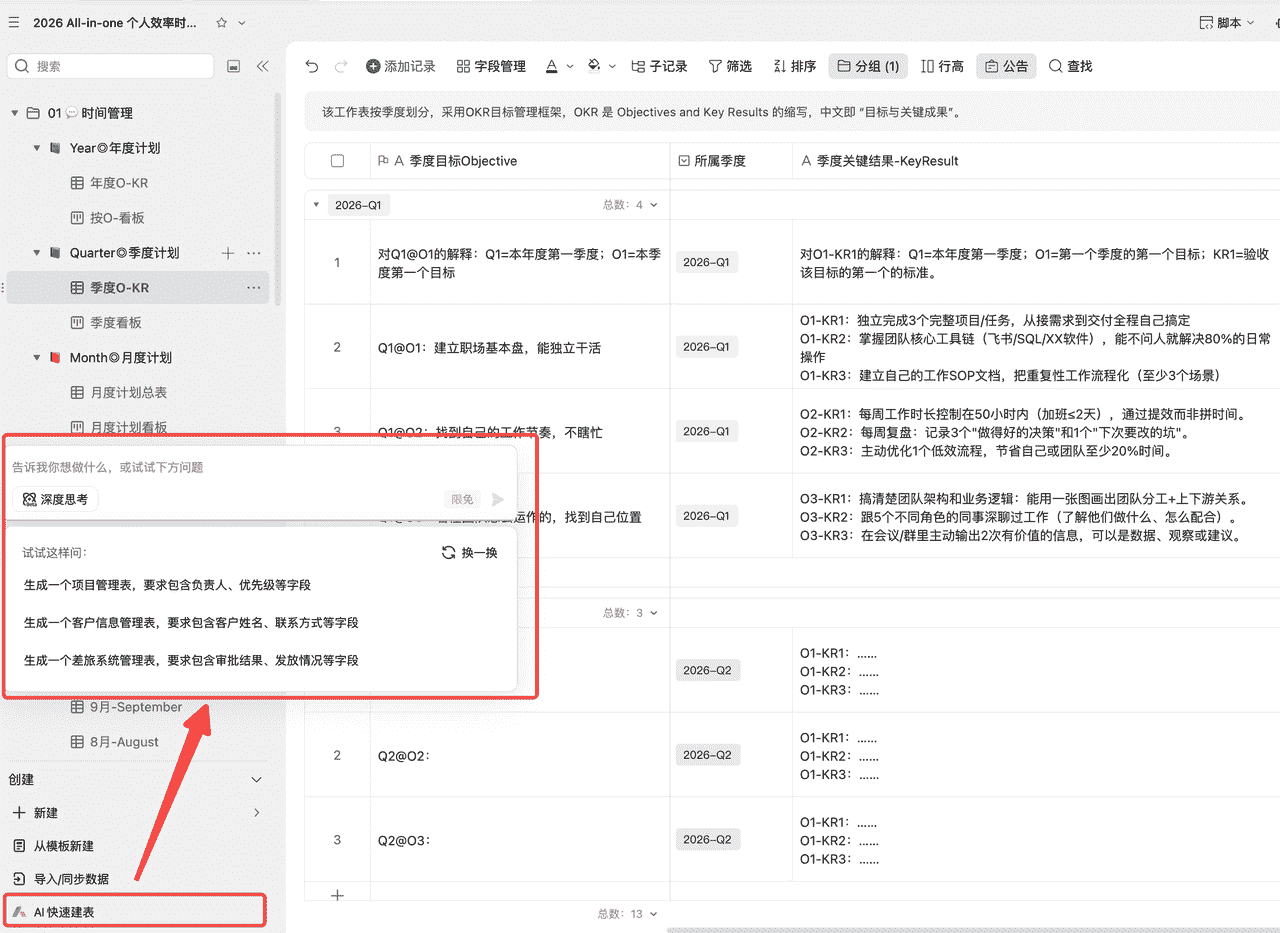 2026 All-in-one 个人效率时...
脚本
搜索
01 💬 时间管理
Year◎年度计划
年度O-KR
按O-看板
Quarter◎季度计划
季度O-KR
季度看板
Month◎月度计划
月度计划总表
月度计划看板
告诉我你想做什么，或试试下方问题
深度思考
限免
试试这样问：
换一换
生成一个项目管理表，要求包含负责人、优先级等字段
生成一个客户信息管理表，要求包含客户姓名、联系方式等字段
生成一个差旅系统管理表，要求包含审批结果、发放情况等字段
9月-September
8月-August
创建
新建
从模板新建
导入/同步数据
AI 快速建表
添加记录
字段管理
A
子记录
筛选
排序
分组 (1)
行高
公告
查找
该工作表按季度划分，采用OKR目标管理框架，OKR 是 Objectives and Key Results 的缩写，中文即 “目标与关键成果”。
A 季度目标Objective
所属季度
A 季度关键结果-KeyResult
2026-Q1
总数：4
1
对Q1@O1的解释：Q1=本年度第一季度；O1=本季
度第一个目标
2026-Q1
对O1-KR1的解释：Q1=本年度第一季度；O1=第一个季度的第一个目标；KR1=验收
该目标的第一个的标准。
2
Q1@O1：建立职场基本盘，能独立干活
2026-Q1
O1-KR1：独立完成3个完整项目/任务，从接需求到交付全程自己搞定
O1-KR2：掌握团队核心工具链（飞书/SQL/XX软件），能不问人就解决80%的日常
操作
O1-KR3：建立自己的工作SOP文档，把重复性工作流程化（至少3个场景）
3
Q1@O2：找到自己的工作节奏，不瞎忙
2026-Q1
O2-KR1：每周工作时长控制在50小时内（加班≤2天），通过提效而非拼时间。
O2-KR2：每周复盘：记录3个"做得好的决策"和1个"下次要改的坑"。
O2-KR3：主动优化1个低效流程，节省自己或团队至少20%时间。
运作的，找到自己位置
2026-Q1
O3-KR1：搞清楚团队架构和业务逻辑：能用一张图画出团队分工+上下游关系。
O3-KR2：跟5个不同角色的同事深聊过工作（了解他们做什么、怎么配合）。
O3-KR3：在会议/群里主动输出2次有价值的信息，可以是数据、观察或建议。
总数：3
2026-Q2
O1-KR1：……
O1-KR2：……
O1-KR3：……
2
Q2@O2：
2026-Q2
O1-KR1：……
O1-KR2：……
O1-KR3：……
3
Q2@O3：
2026-Q2
O1-KR1：……
O1-KR2：……
O1-KR3：……
总数：13